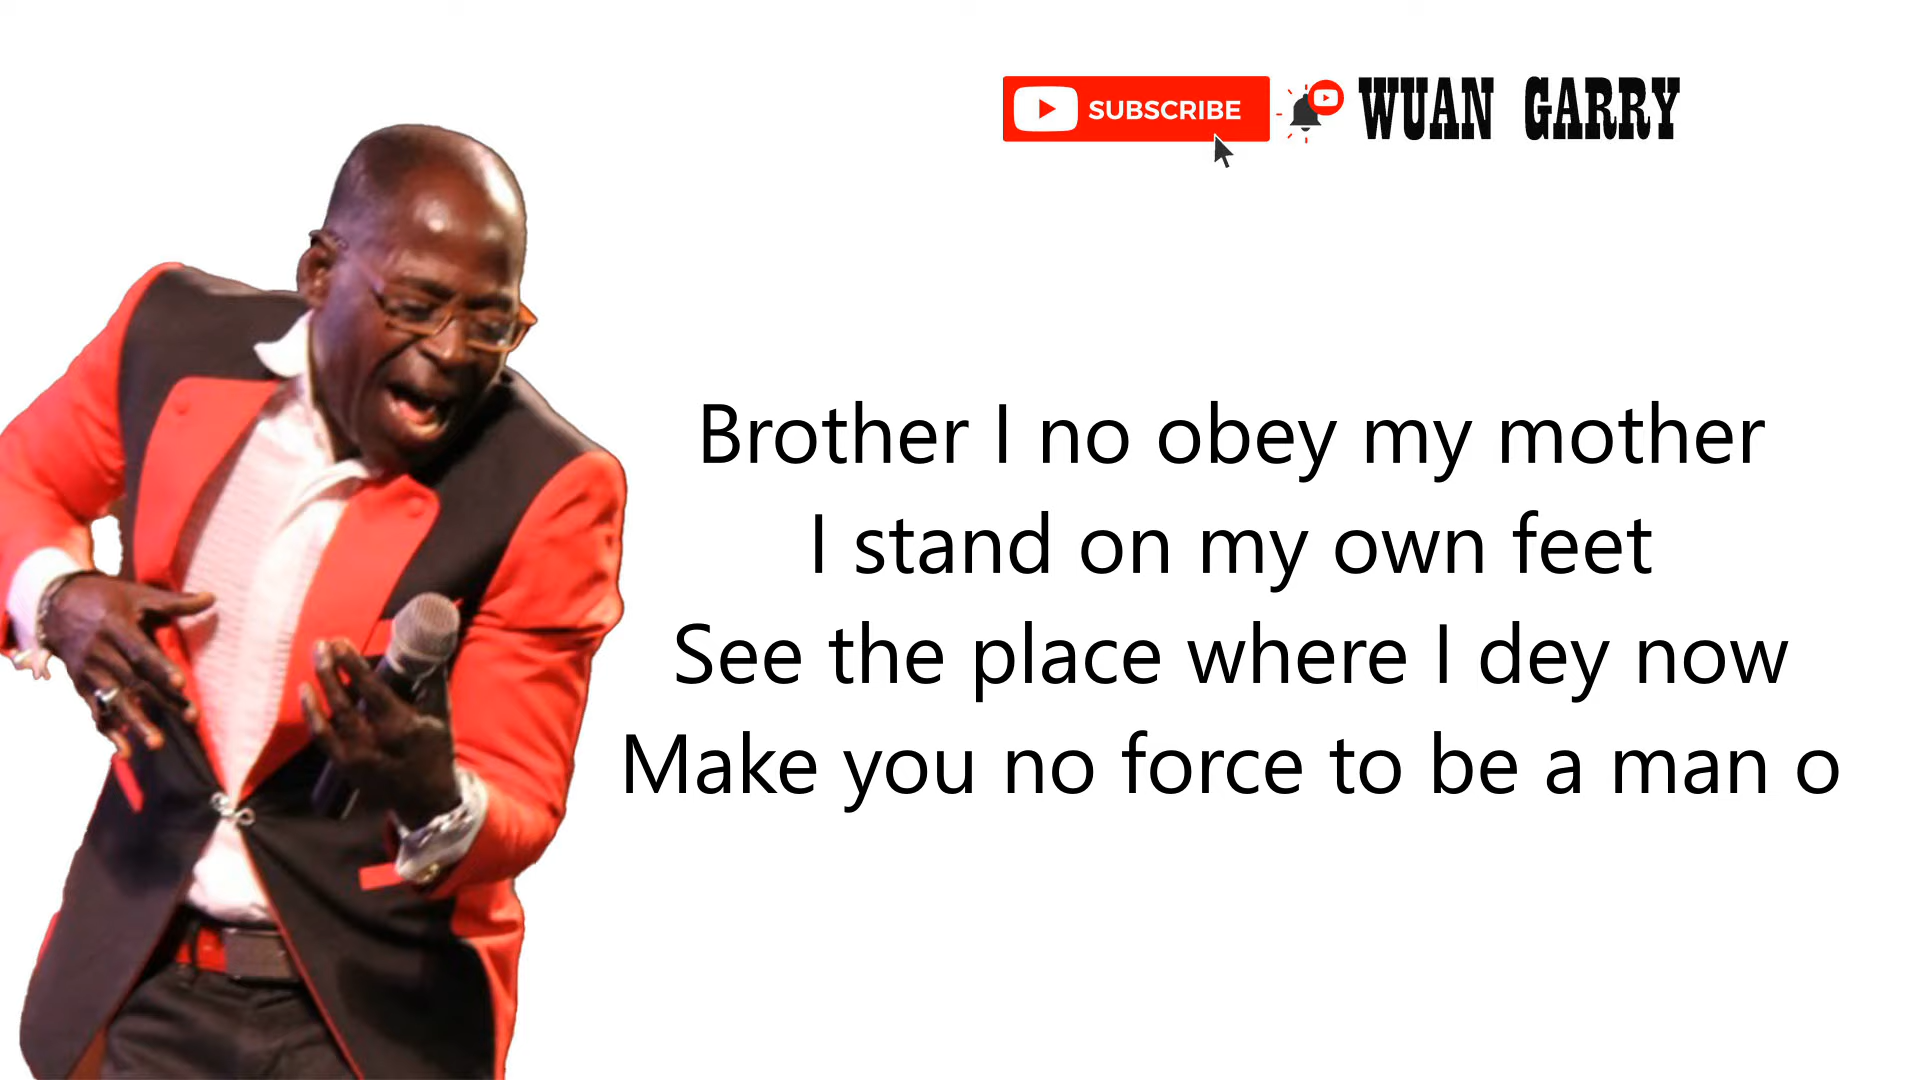 SUBSCRIBE WUAN GARRY
Brother I no obey my mother
I stand on my own feet
See the place where I dey now
Make you no force to be a man o